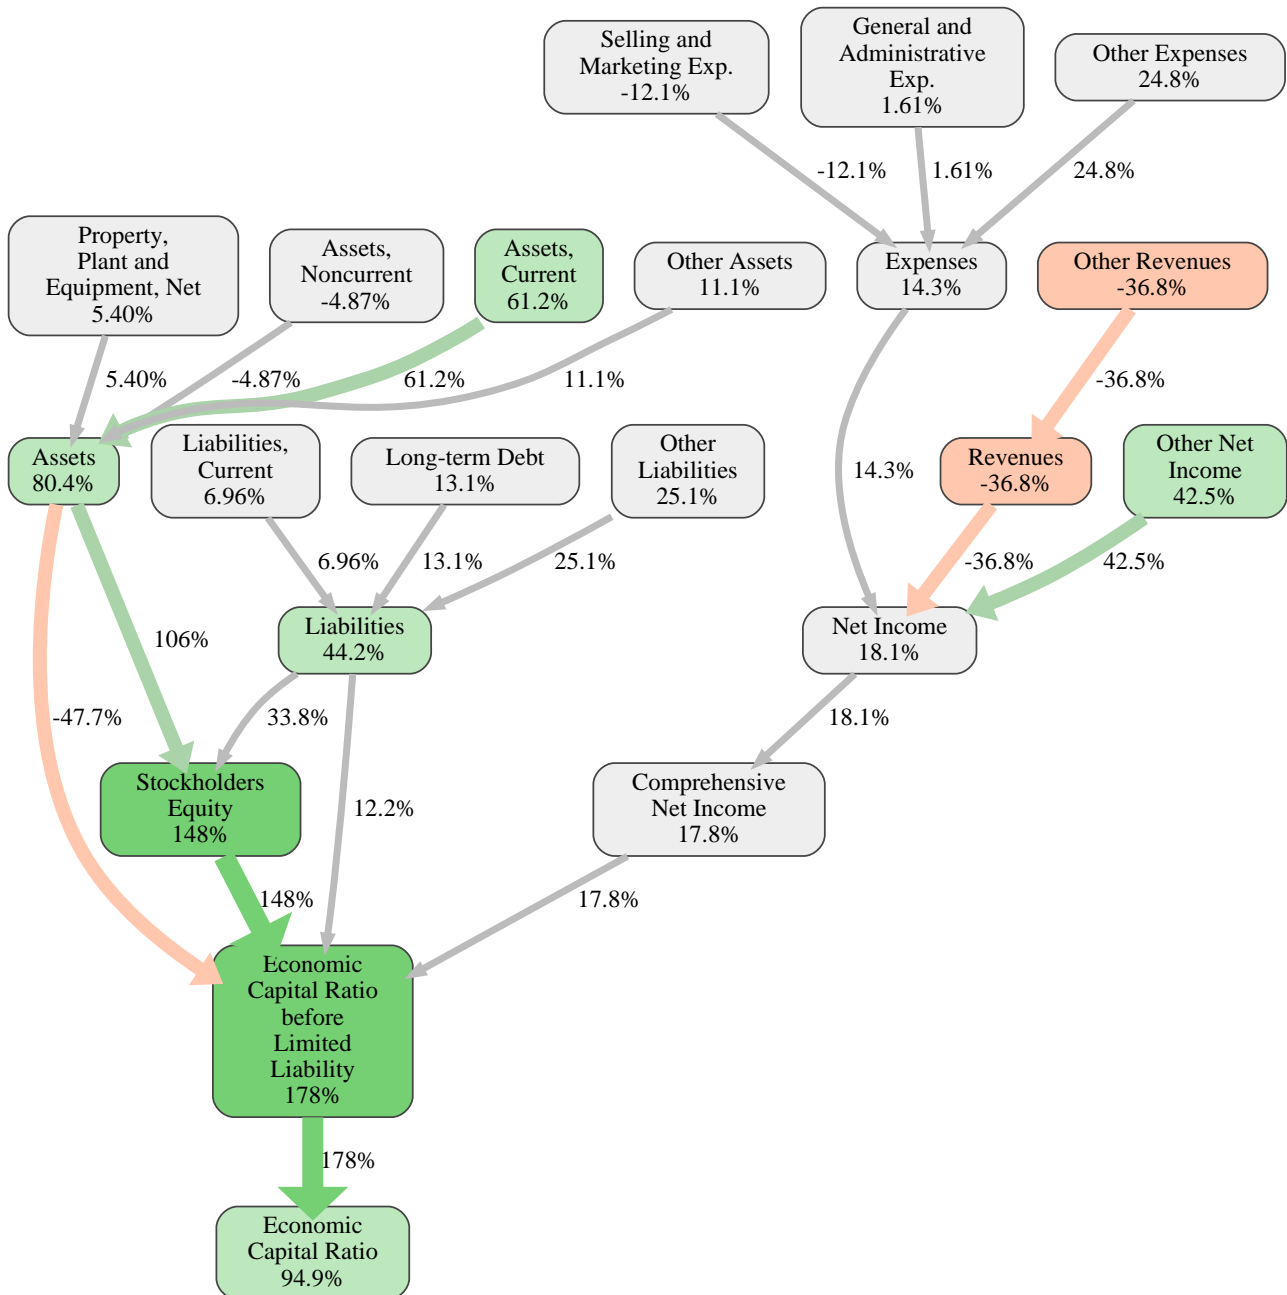 Selling and
Marketing Exp.
-12.1%
General and
Administrative
Exp.
1.61%
Other Expenses
24.8%
-12.1%
1.61%
24.8%
Property,
Plant and
Equipment, Net
5.40%
Assets,
Noncurrent
-4.87%
Assets,
Current
61.2%
Other Assets
11.1%
Expenses
14.3%
Other Revenues
-36.8%
5.40%
-4.87%
61.2%
11.1%
-36.8%
Assets
80.4%
Liabilities,
Current
6.96%
Long-term Debt
13.1%
Other
Liabilities
25.1%
14.3%
Revenues
-36.8%
Other Net
Income
42.5%
6.96%
13.1%
25.1%
-36.8%
42.5%
106%
Liabilities
44.2%
Net Income
18.1%
-47.7%
33.8%
18.1%
Stockholders
Equity
148%
12.2%
Comprehensive
Net Income
17.8%
148%
17.8%
Economic
Capital Ratio
before
Limited
Liability
178%
178%
Economic
Capital Ratio
94.9%